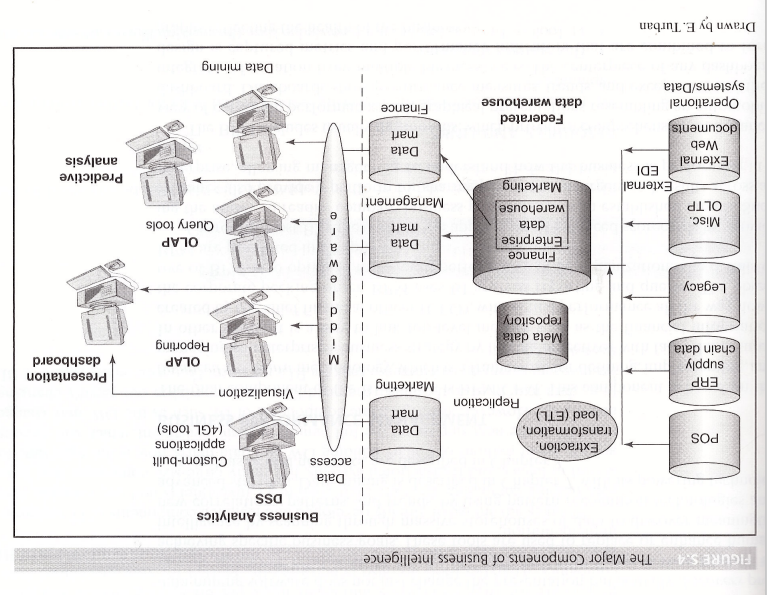 FIGURE S.4 The Major Components of Business Intelligence
POS
ERP
supply
chain data
Legacy
Misc.
OLTP
External
EDI
External
Web
documents
Operational
systems/Data
Extraction,
transformation,
load (ETL)
Replication
Meta data
repository
Finance
Enterprise
data
warehouse
Marketing
Federated
data warehouse
Data
mart
Marketing
Data
mart
Management
Data
mart
Finance
Data
access
Middleware
Business Analytics
DSS
Custom-built
applications
(4GL tools)
Visualization
OLAP
Reporting
Presentation
dashboard
OLAP
Query tools
Predictive
analysis
Data mining
Drawn by E. Turban